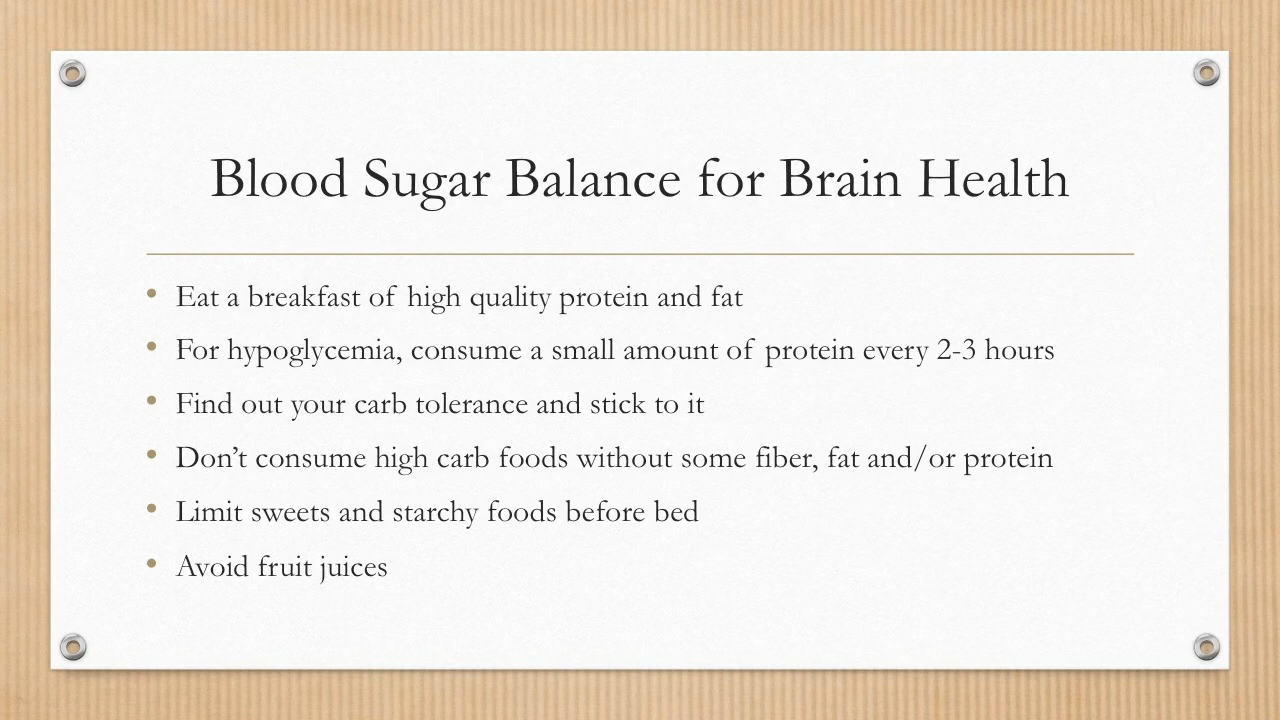 Blood Sugar Balance for Brain Health
• Eat a breakfast of high quality protein and fat
• For hypoglycemia, consume a small amount of protein every 2-3 hours
• Find out your carb tolerance and stick to it
• Don’t consume high carb foods without some fiber, fat and/or protein
• Limit sweets and starchy foods before bed
• Avoid fruit juices